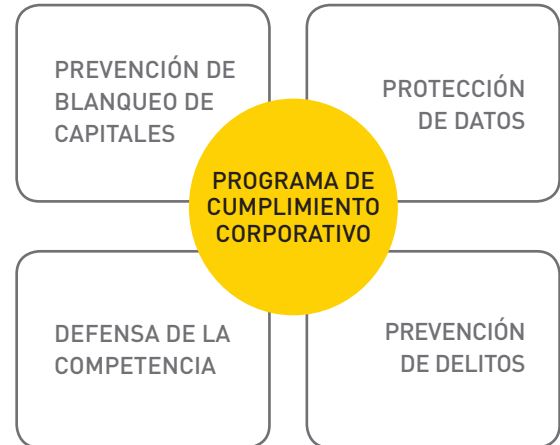 PREVENCIÓN DE
BLANQUEO DE
CAPITALES
PROTECCIÓN
DE DATOS
PROGRAMA DE
CUMPLIMIENTO
CORPORATIVO
DEFENSA DE LA
COMPETENCIA
PREVENCIÓN
DE DELITOS